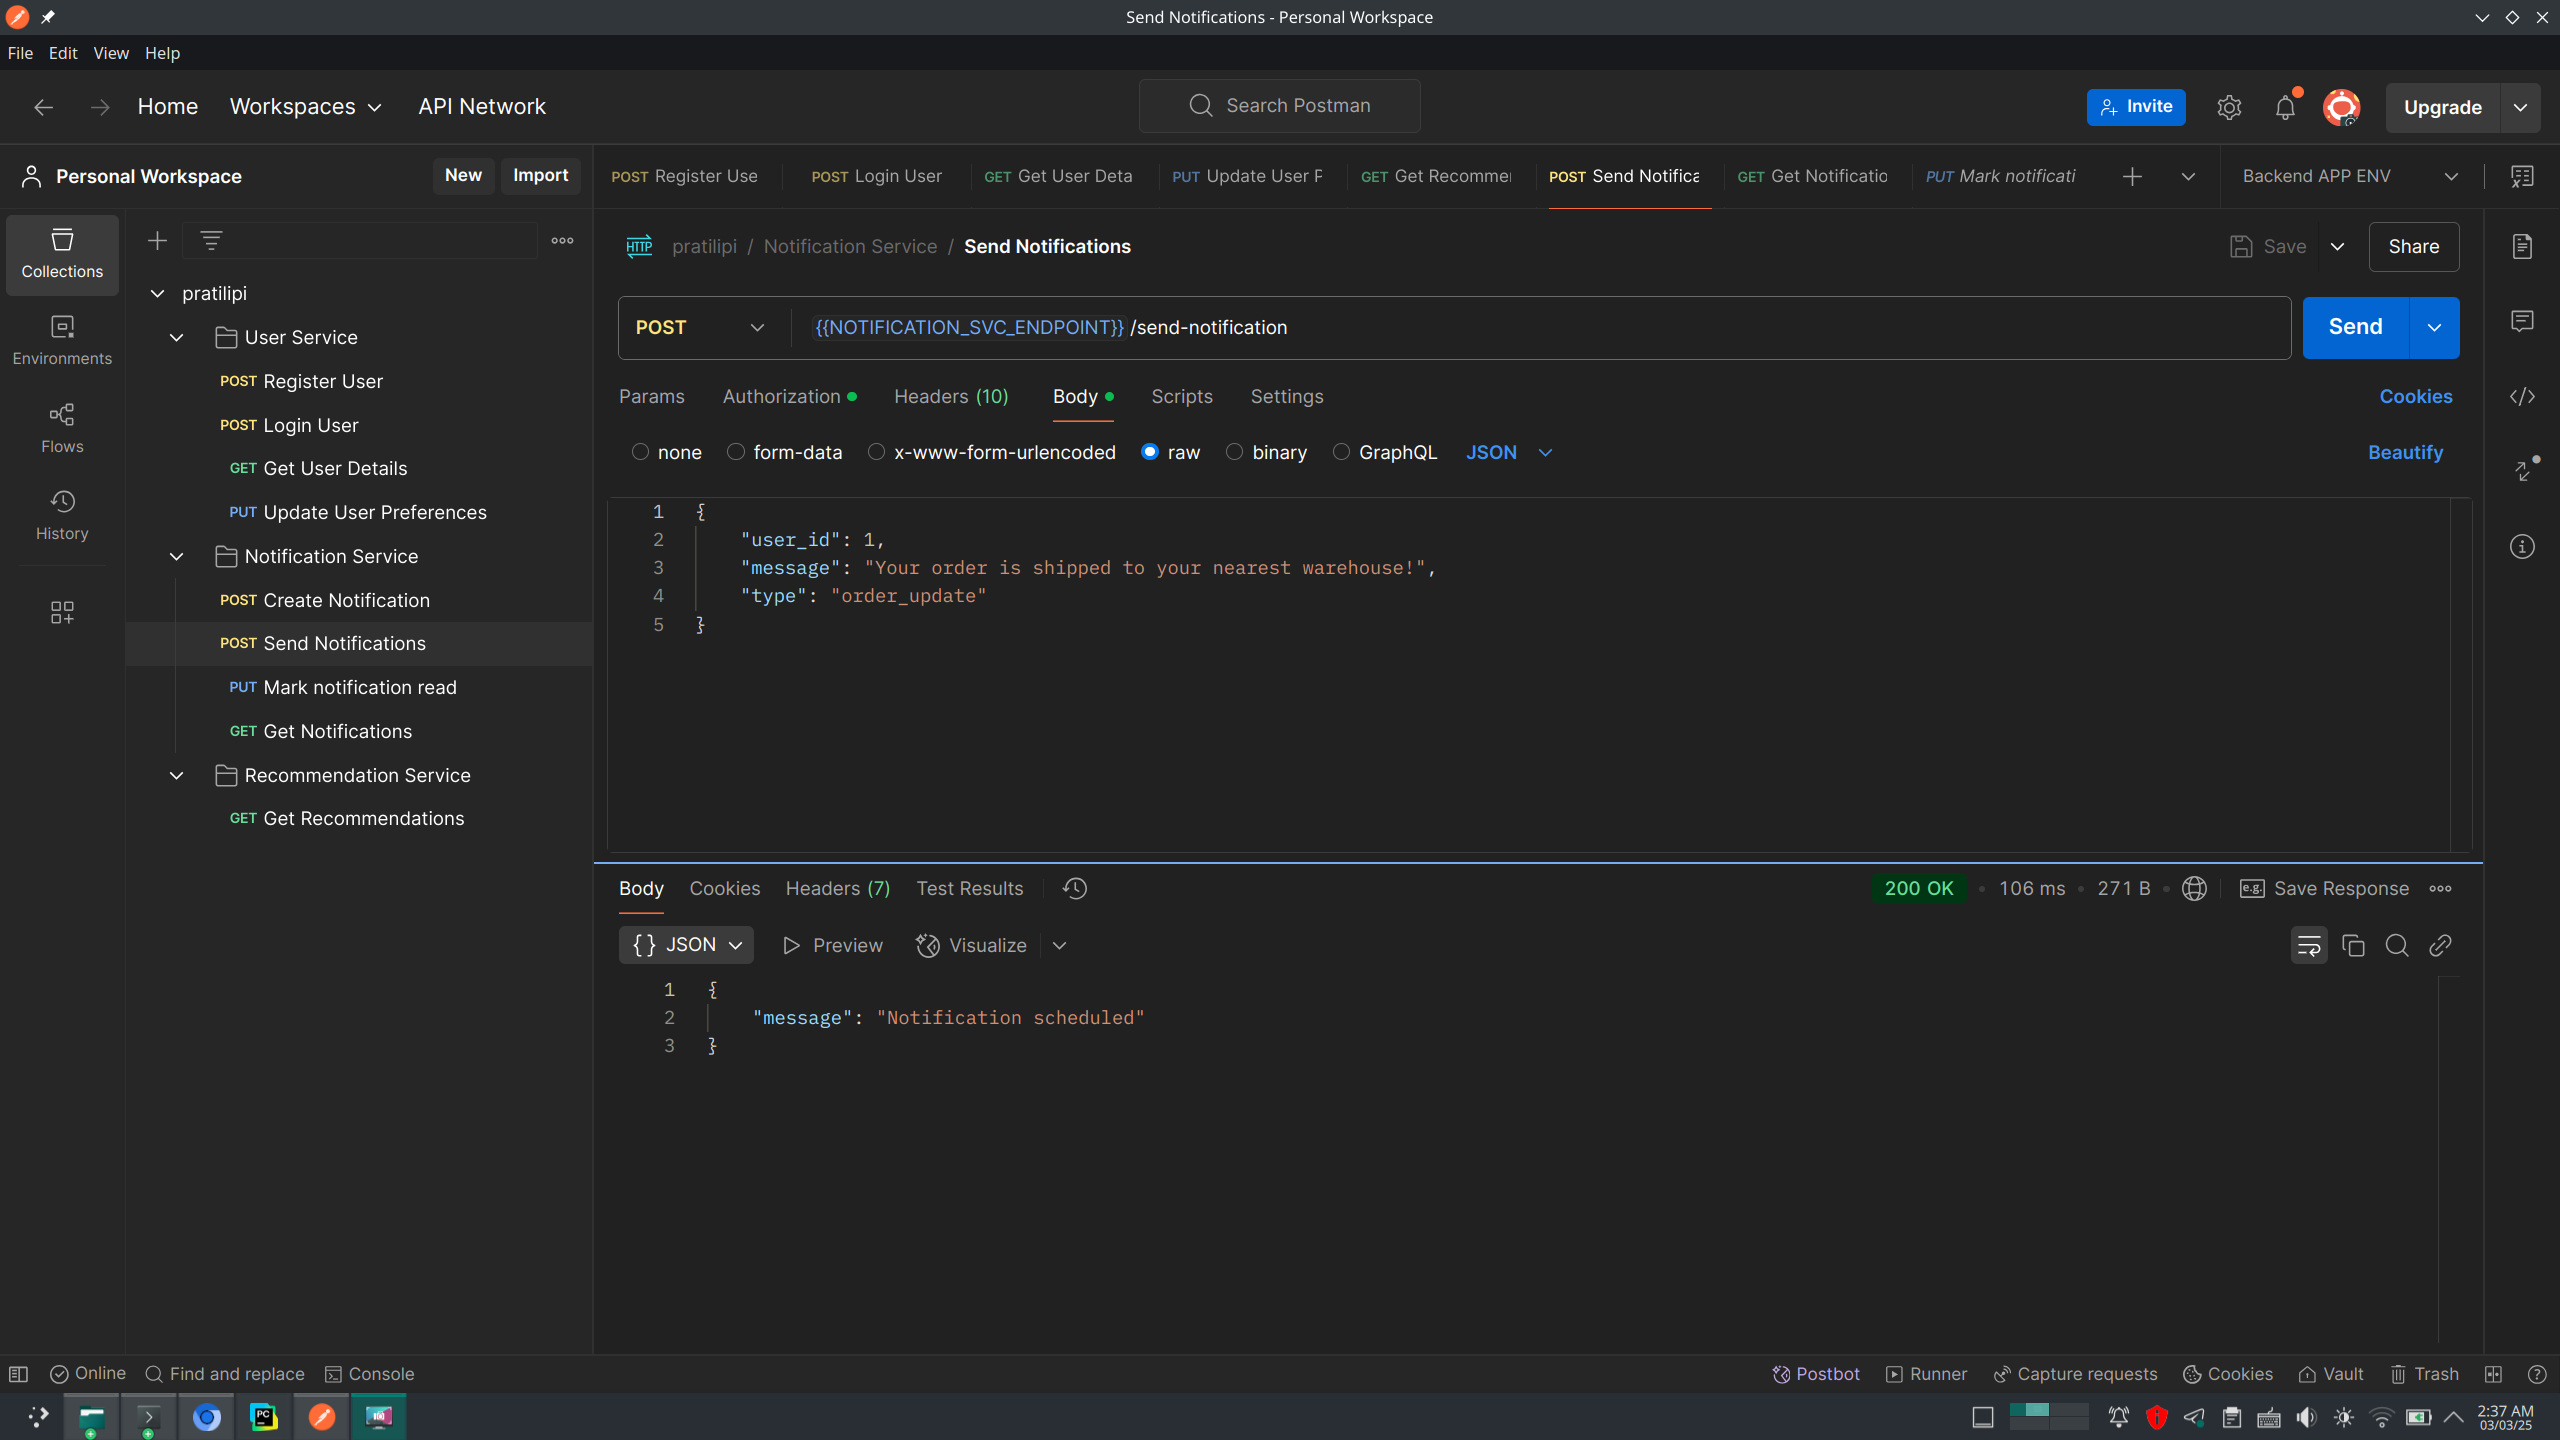 Send Notifications - Personal Workspace
File Edit View Help
Home Workspaces API Network
Search Postman
Invite
Upgrade
Personal Workspace
New Import
POST Register Use
POST Login User
GET Get User Deta
PUT Update User P
GET Get Recomme
POST Send Notifica
GET Get Notificatio
PUT Mark notificati
Backend APP ENV
Collections
Environments
Flows
History
pratilipi
User Service
POST Register User
POST Login User
GET Get User Details
PUT Update User Preferences
Notification Service
POST Create Notification
POST Send Notifications
PUT Mark notification read
GET Get Notifications
Recommendation Service
GET Get Recommendations
HTTP pratilipi / Notification Service / Send Notifications
Save Share
POST {{NOTIFICATION_SVC_ENDPOINT}}/send-notification
Send
Params Authorization Headers (10) Body Scripts Settings Cookies
none form-data x-www-form-urlencoded raw binary GraphQL JSON Beautify
1 {
2 "user_id": 1,
3 "message": "Your order is shipped to your nearest warehouse!",
4 "type": "order_update"
5 }
Body Cookies Headers (7) Test Results
200 OK • 106 ms • 271 B • e.g. Save Response
{} JSON Preview Visualize
1 {
2 "message": "Notification scheduled"
3 }
Online Find and replace Console
Postbot Runner Capture requests Cookies Vault Trash
PC
2:37 AM
03/03/25